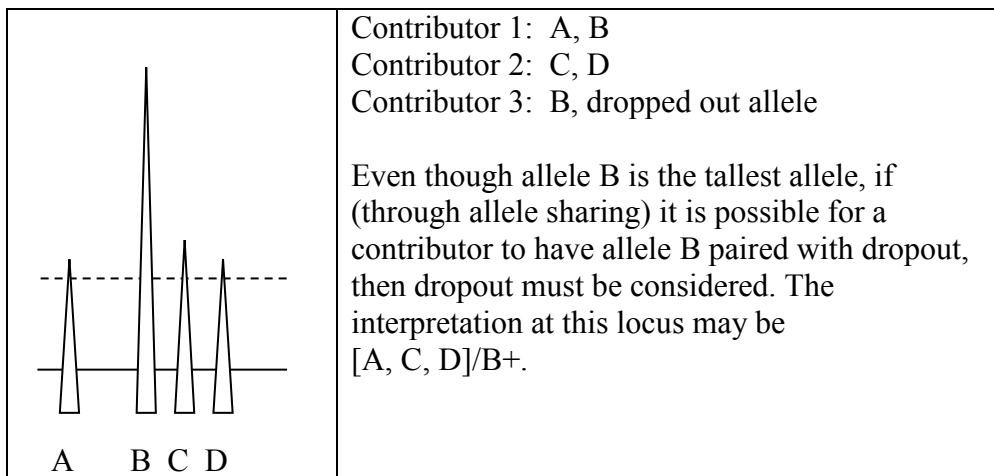 Contributor 1:  A, B
Contributor 2:  C, D
Contributor 3:  B, dropped out allele
Even though allele B is the tallest allele, if
(through allele sharing) it is possible for a
contributor to have allele B paired with dropout,
then dropout must be considered. The
interpretation at this locus may be
[A, C, D]/B+.
A B C D